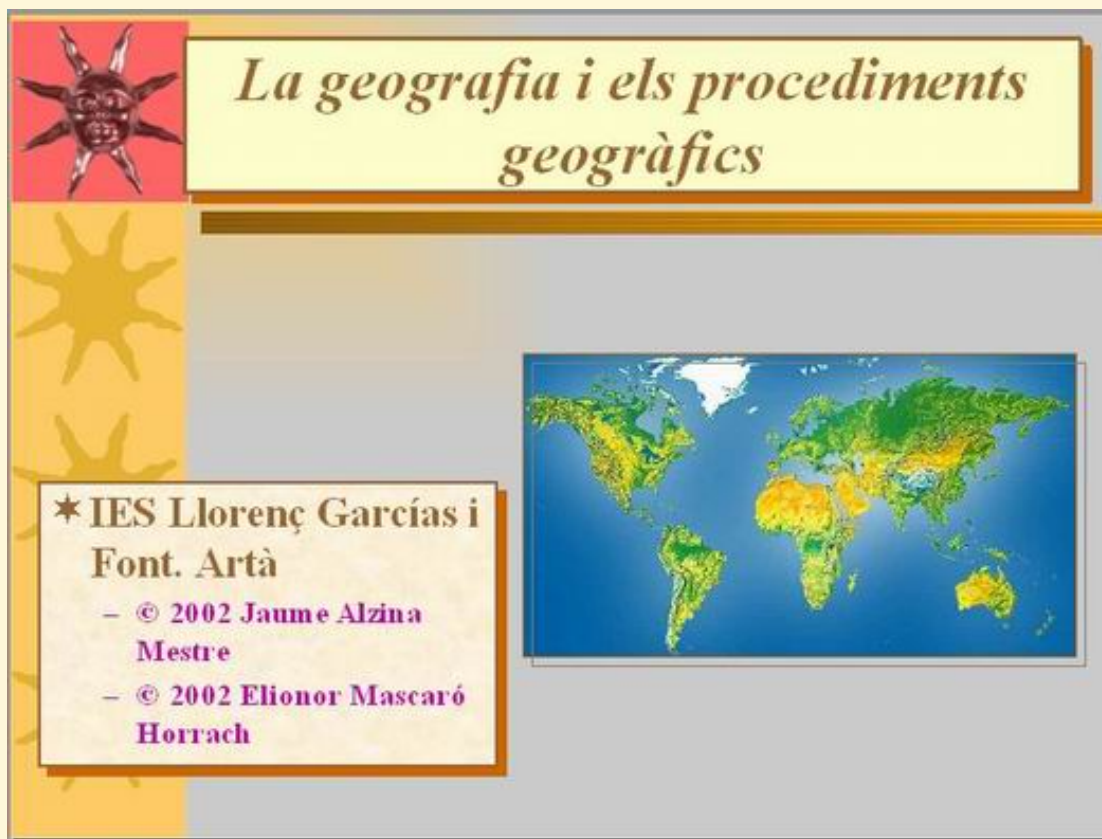 La geografia i els procediments
geogràfics
IES Llorenç Garcías i
Font. Artà
– © 2002 Jaume Alzina
Mestre
– © 2002 Elionor Mascaró
Horrach